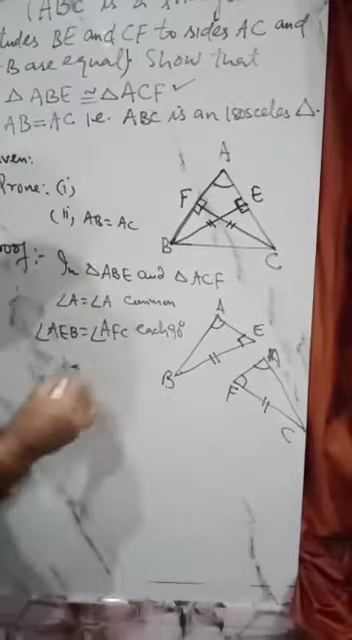 (ABC is a
tudes BE and CF to sides AC and
B are equal). Show that
△ABE ≅ △ACF ✓
AB=AC i.e. ABC is an Isosceles △.
ven:
Prove: (i)
(ii) AB=AC
A
F
E
B
C
oof:- In △ABE and △ACF
∠A=∠A common
∠AEB=∠AFC each 90°
A
E
B
A
F
C